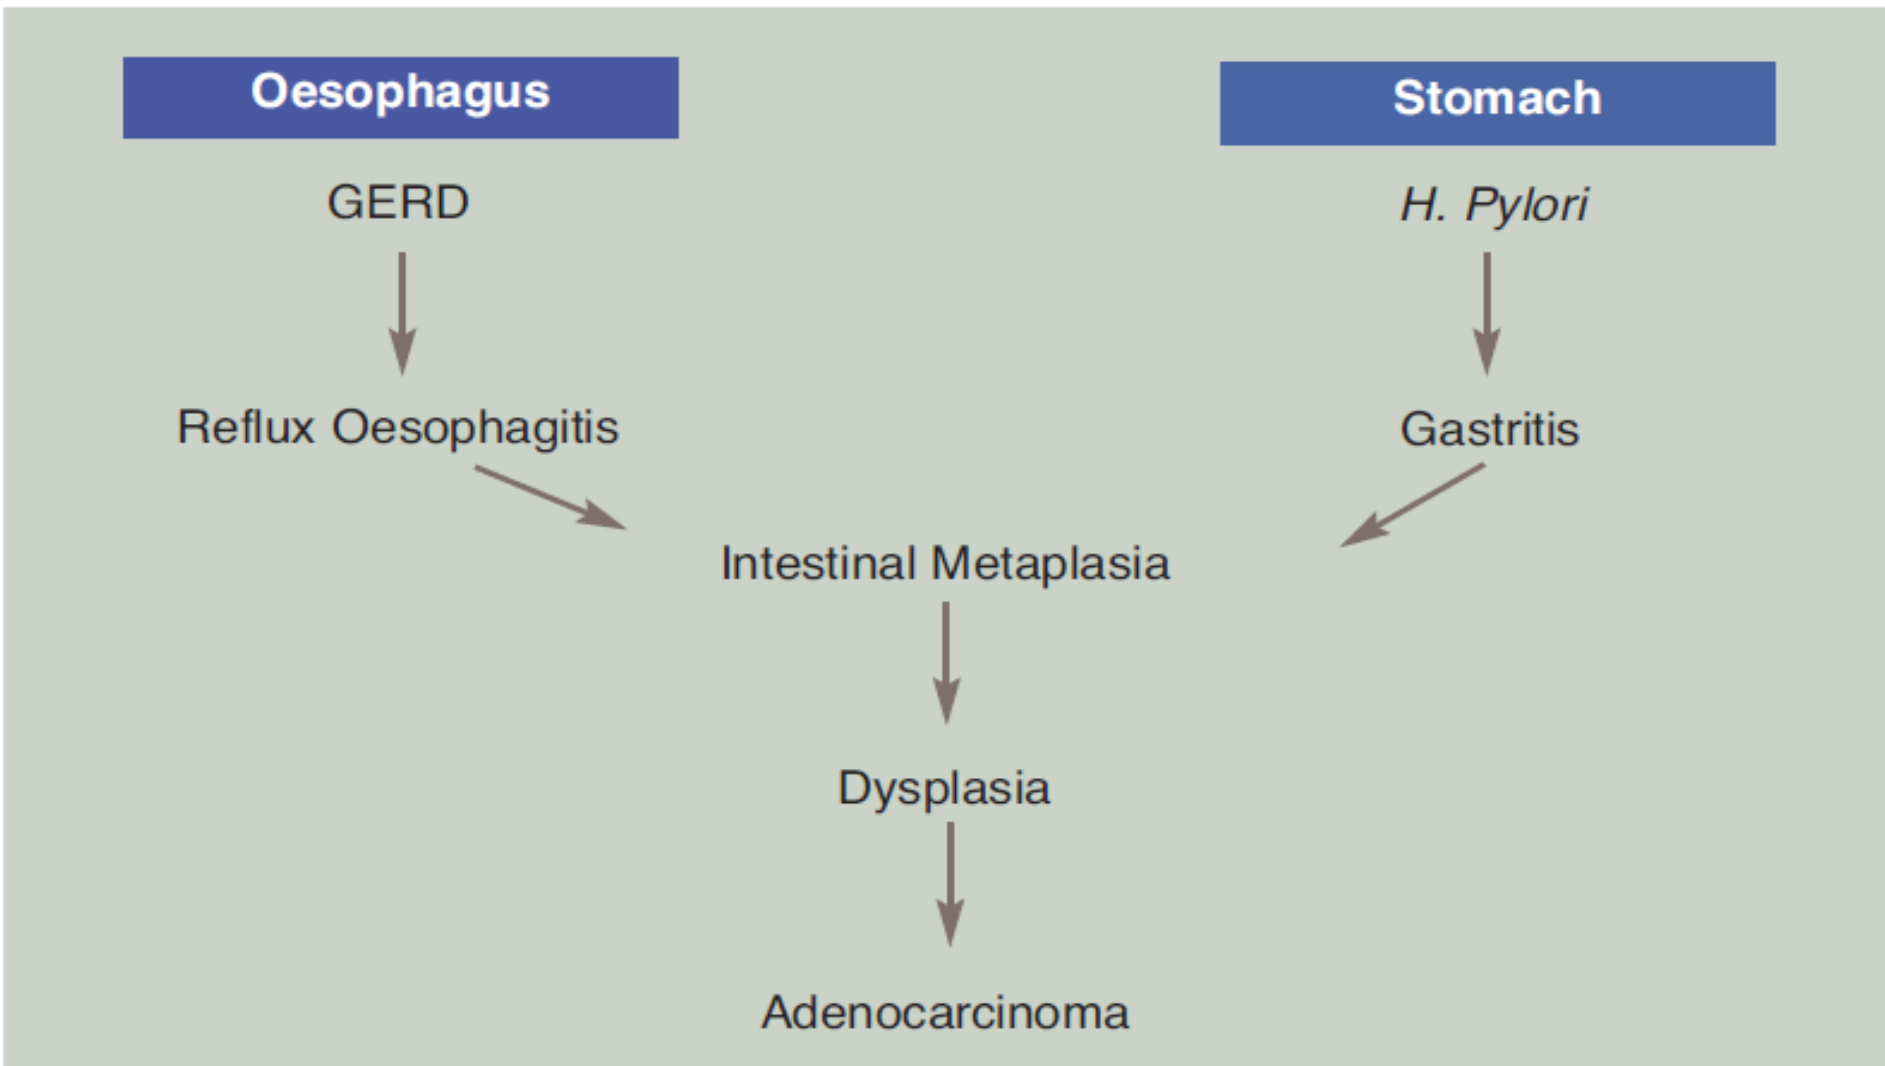 Oesophagus
Stomach
GERD
H. Pylori
Reflux Oesophagitis
Gastritis
Intestinal Metaplasia
Dysplasia
Adenocarcinoma